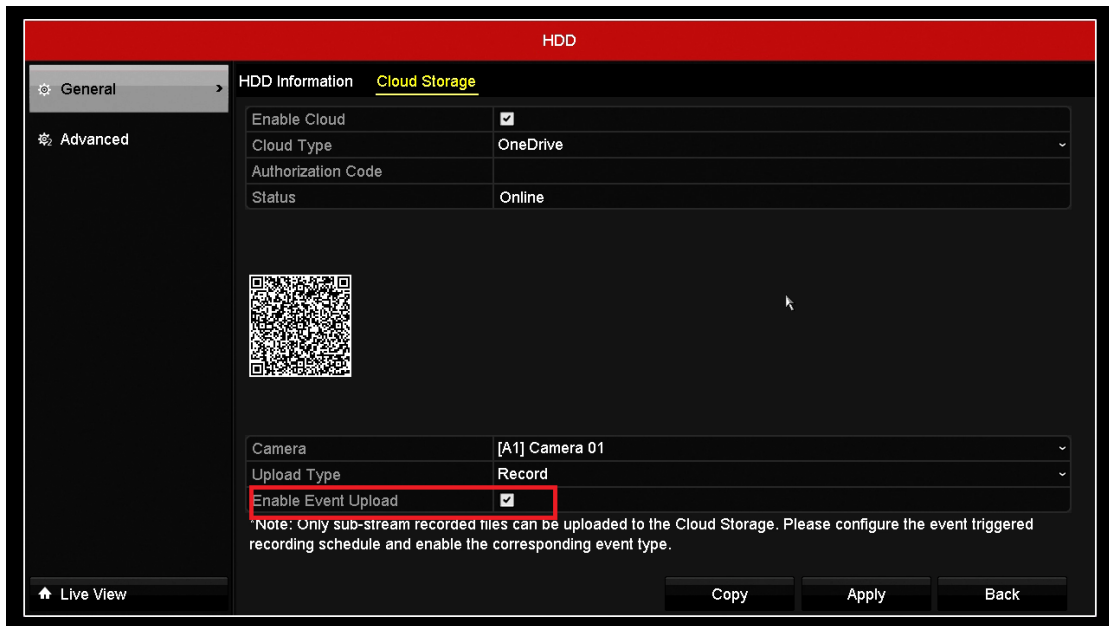 HDD
General
Advanced
HDD Information Cloud Storage
Enable Cloud
Cloud Type OneDrive
Authorization Code
Status Online
Camera [A1] Camera 01
Upload Type Record
Enable Event Upload
*Note: Only sub-stream recorded files can be uploaded to the Cloud Storage. Please configure the event triggered
recording schedule and enable the corresponding event type.
Live View Copy Apply Back